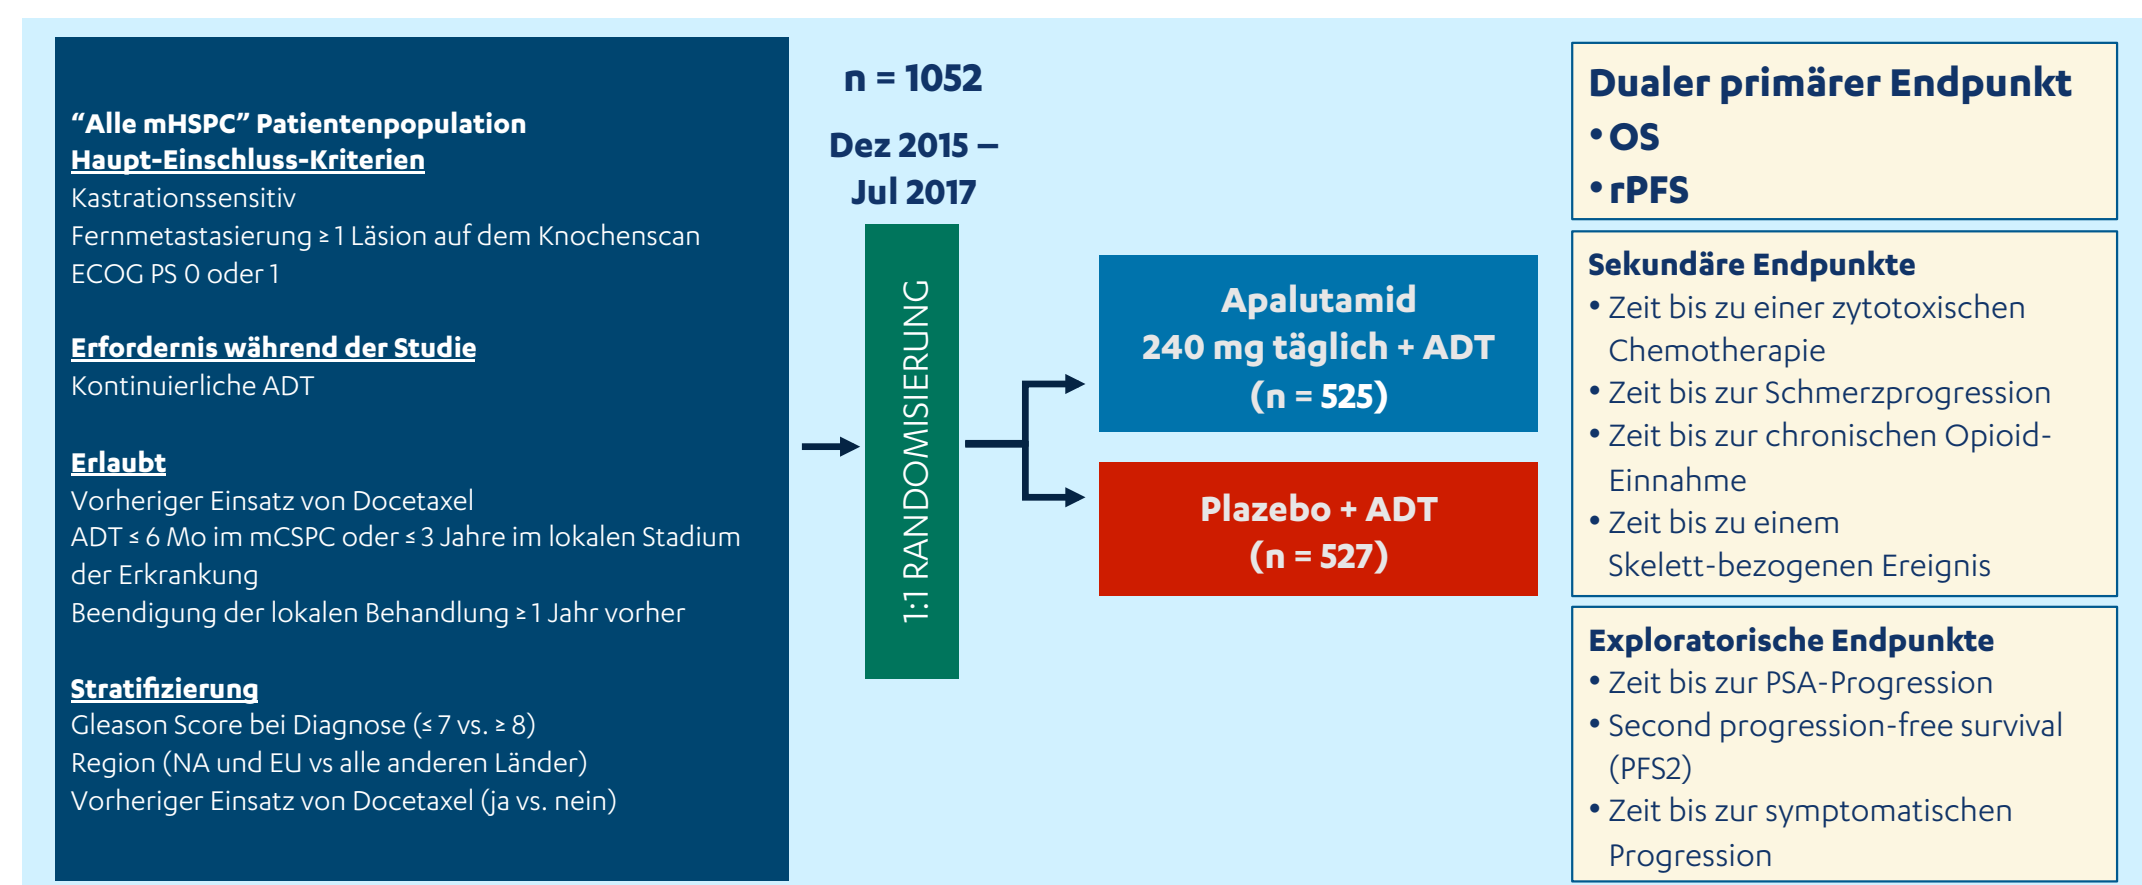 “Alle mHSPC” Patientenpopulation
Haupt-Einschluss-Kriterien
Kastrationssensitiv
Fernmetastasierung ≥ 1 Läsion auf dem Knochenscan
ECOG PS 0 oder 1
Erfordernis während der Studie
Kontinuierliche ADT
Erlaubt
Vorheriger Einsatz von Docetaxel
ADT ≤ 6 Mo im mCSPC oder ≤ 3 Jahre im lokalen Stadium
der Erkrankung
Beendigung der lokalen Behandlung ≥ 1 Jahr vorher
Stratifizierung
Gleason Score bei Diagnose (≤ 7 vs. ≥ 8)
Region (NA und EU vs alle anderen Länder)
Vorheriger Einsatz von Docetaxel (ja vs. nein)
n = 1052
Dez 2015 –
Jul 2017
1:1 RANDOMISIERUNG
Apalutamid
240 mg täglich + ADT
(n = 525)
Plazebo + ADT
(n = 527)
Dualer primärer Endpunkt
• OS
• rPFS
Sekundäre Endpunkte
• Zeit bis zu einer zytotoxischen
Chemotherapie
• Zeit bis zur Schmerzprogression
• Zeit bis zur chronischen Opioid-
Einnahme
• Zeit bis zu einem
Skelett-bezogenen Ereignis
Exploratorische Endpunkte
• Zeit bis zur PSA-Progression
• Second progression-free survival
(PFS2)
• Zeit bis zur symptomatischen
Progression